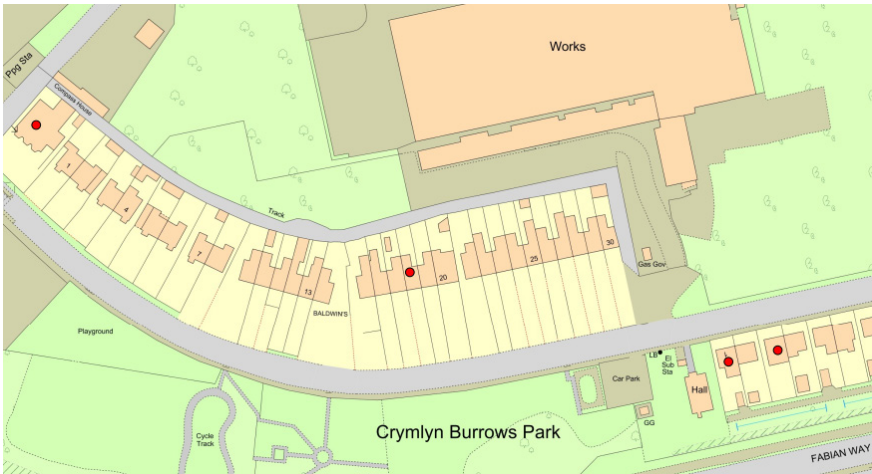 Works
Ppg Sta
Compass House
1
4
7
Track
13
BALDWIN'S
20
25
30
Gas Gov
Playground
LB
El
Sub
Sta
Car Park
Hall
Cycle
Track
GG
Crymlyn Burrows Park
FABIAN WAY